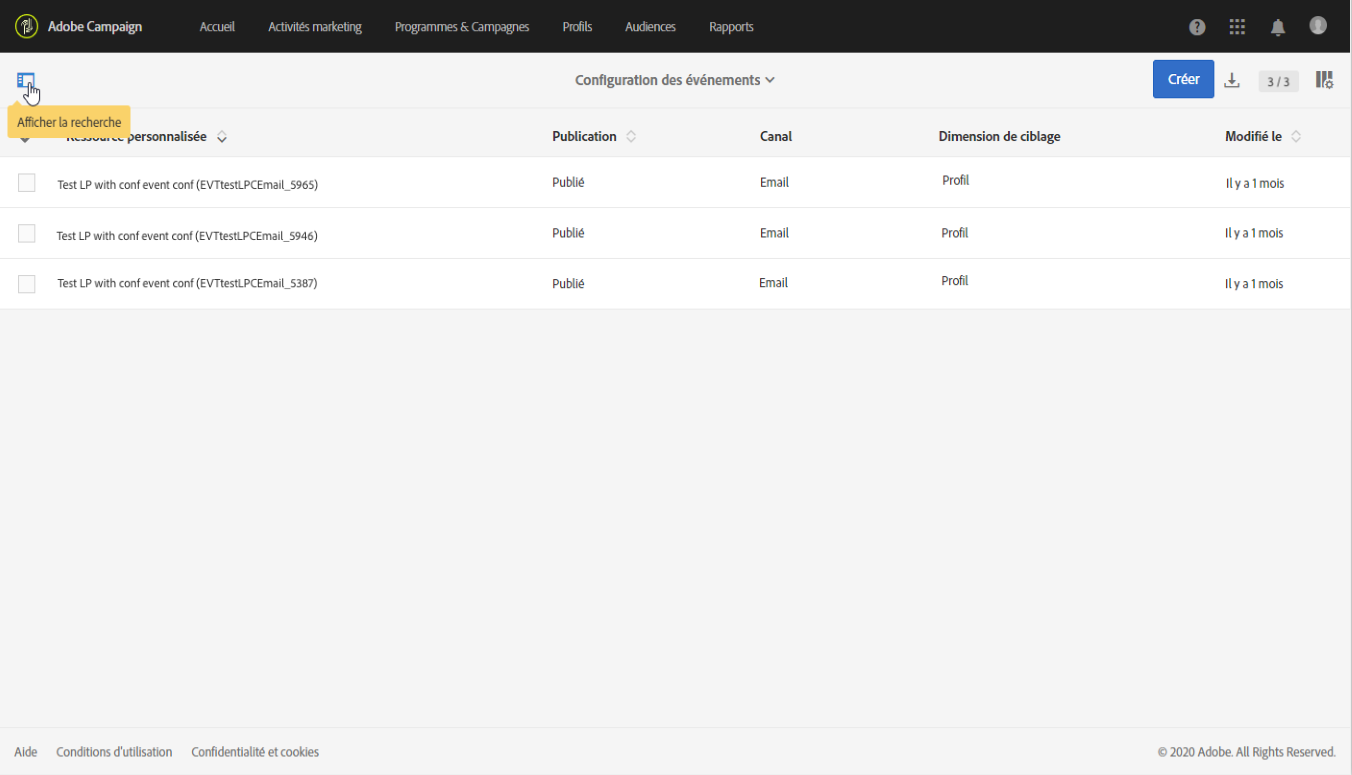 Adobe Campaign Accueil Activités marketing Programmes & Campagnes Profils Audiences Rapports
Configuration des événements Créer 3 / 3
Afficher la recherche
Ressource personnalisée Publication Canal Dimension de ciblage Modifié le
Test LP with conf event conf (EVTtestLPCEmail_5965) Publié Email Profil Il y a 1 mois
Test LP with conf event conf (EVTtestLPCEmail_5946) Publié Email Profil Il y a 1 mois
Test LP with conf event conf (EVTtestLPCEmail_5387) Publié Email Profil Il y a 1 mois
Aide Conditions d'utilisation Confidentialité et cookies © 2020 Adobe. All Rights Reserved.